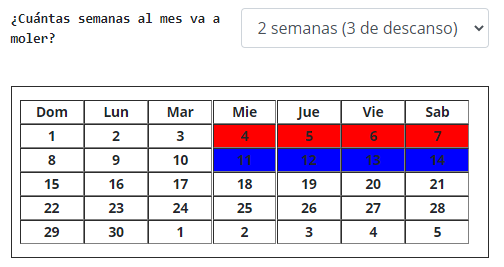 ¿Cuántas semanas al mes va a
moler?
2 semanas (3 de descanso)
Dom Lun Mar Mie Jue Vie Sab
1 2 3 4 5 6 7
8 9 10 11 12 13 14
15 16 17 18 19 20 21
22 23 24 25 26 27 28
29 30 1 2 3 4 5